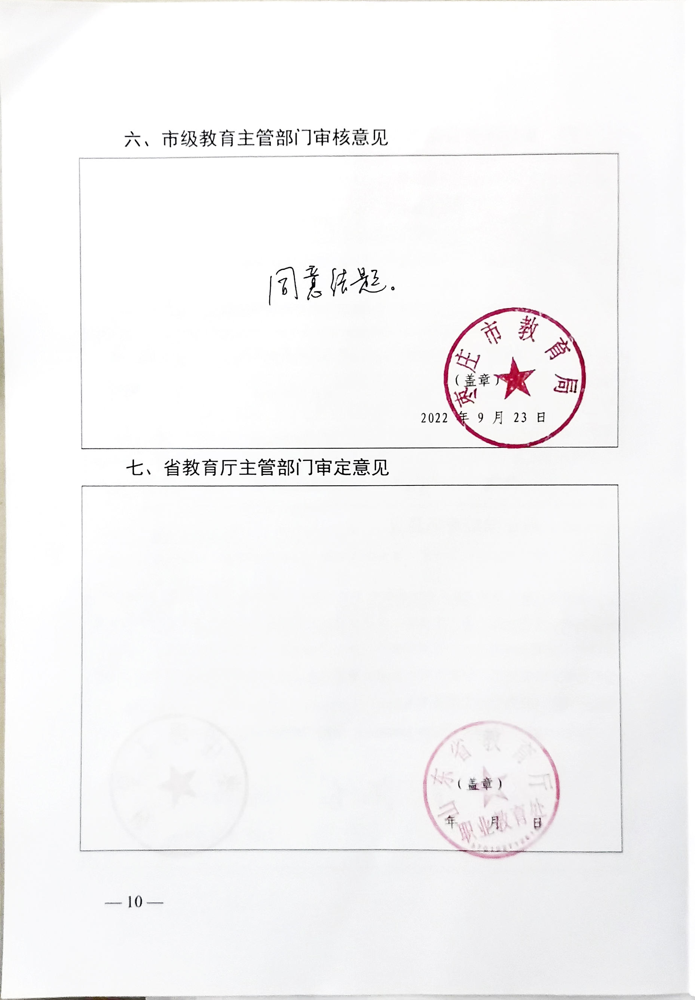 六、市级教育主管部门审核意见
同意结题。
枣庄市教育局
（盖章）
2022 年 9 月 23 日
七、省教育厅主管部门审定意见
山东省教育厅
（盖章）
年 月 日
职业教育处
— 10 —